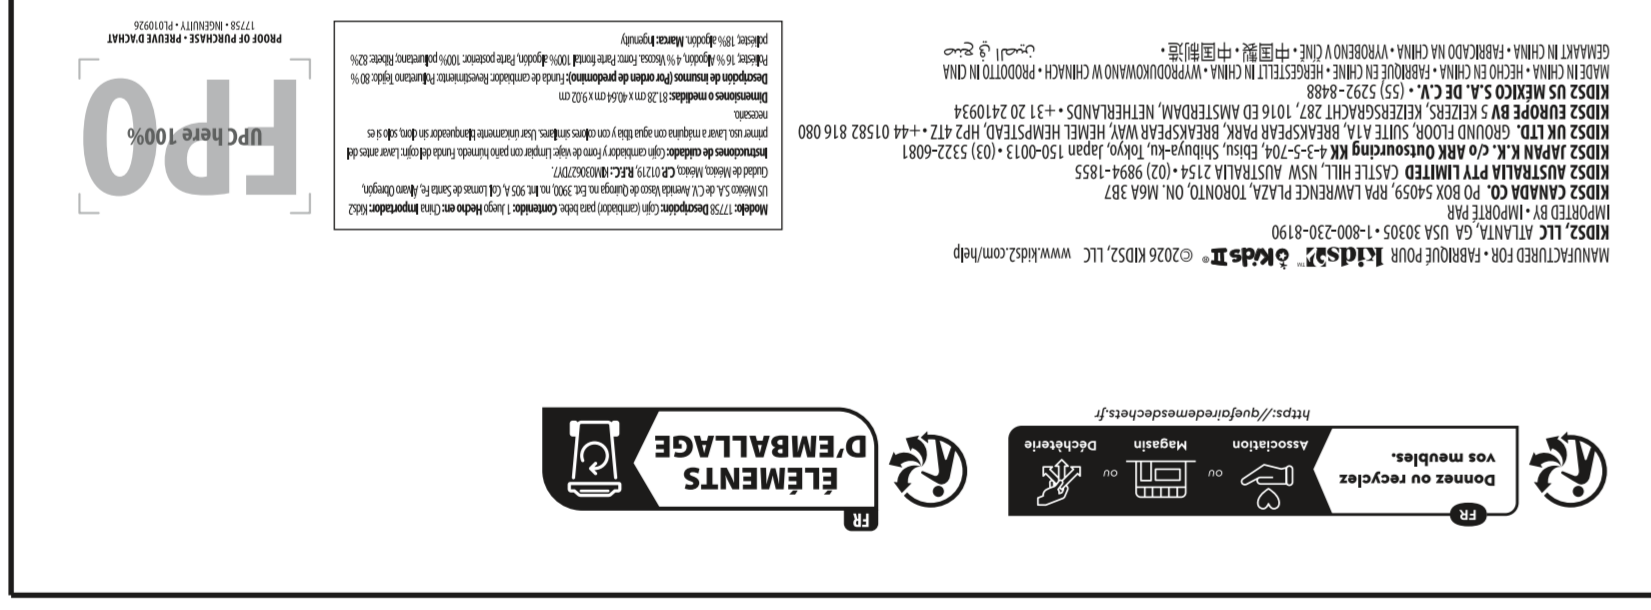 MANUFACTURED FOR • FABRIQUÉ POUR kids2™ kids II® ©2026 KIDS2, LLC www.kids2.com/help
KIDS2, LLC ATLANTA, GA USA 30305 • 1-800-230-8190
IMPORTED BY • IMPORTÉ PAR
KIDS2 CANADA CO. PO BOX 54059, RPA LAWRENCE PLAZA, TORONTO, ON. M6A 3B7
KIDS2 AUSTRALIA PTY LIMITED CASTLE HILL, NSW AUSTRALIA 2154 • (02) 9894-1855
KIDS2 JAPAN K.K. c/o ARK Outsourcing KK 4-3-5-704, Ebisu, Shibuya-ku, Tokyo, Japan 150-0013 • (03) 5322-6081
KIDS2 UK LTD. GROUND FLOOR, SUITE A1A, BREAKSPEAR PARK, BREAKSPEAR WAY, HEMEL HEMPSTEAD, HP2 4TZ • +44 01582 816 080
KIDS2 EUROPE BV 5 KEIZERS, KEIZERSGRACHT 287, 1016 ED AMSTERDAM, NETHERLANDS • +31 20 2410934
KIDS2 US MÉXICO S.A. DE C.V. • (55) 5292-8488
MADE IN CHINA • HECHO EN CHINA • FABRIQUÉ EN CHINE • HERGESTELLT IN CHINA • WYPRODUKOWANO W CHINACH • PRODOTTO IN CINA
GEMAAKT IN CHINA • FABRICADO NA CHINA • VYROBENO V ČÍNĚ • 中国製 • 中国制造 • صنع في الصين
Modelo: 17758 Descripción: Cojín (cambiador) para bebe. Contenido: 1 Juego Hecho en: China Importador: Kids2
US México S.A. de C.V. Avenida Vasco de Quiroga no. Ext. 3900, no. Int. 905 A, Col. Lomas de Santa Fe, Alvaro Obregón,
Ciudad de México, México, C.P. 01219, R.F.C.: KMX030627DV7.
Instrucciones de cuidado: Cojín cambiador y Forro de viaje: Limpiar con paño humedo. Funda del cojín: Lavar antes del
primer uso. Lavar a máquina con agua tibia y con colores similares. Usar únicamente blanqueador sin cloro, solo si es
necesario.
Dimensiones o medidas: 81.28 cm x 40.64 cm x 9.02 cm
Descripción de insumos (Por orden de predominio): Funda de cambiador: Revestimiento: Poliuretano Tejido: 80 %
Poliéster, 16 % Algodón, 4 % Viscosa. Forro: Parte frontal 100% algodón, Parte posterior: 100% poliuretano; Ribete: 82%
poliéster, 18% algodón. Marca: Ingenuity
FPO
UPC here 100%
PROOF OF PURCHASE • PREUVE D'ACHAT
17758 • INGENUITY • PL010926
FR
Donnez ou recyclez
vos meubles.
Association
ou
Magasin
ou
Déchèterie
https://quefairedemesdechets.fr
FR
ÉLÉMENTS
D'EMBALLAGE